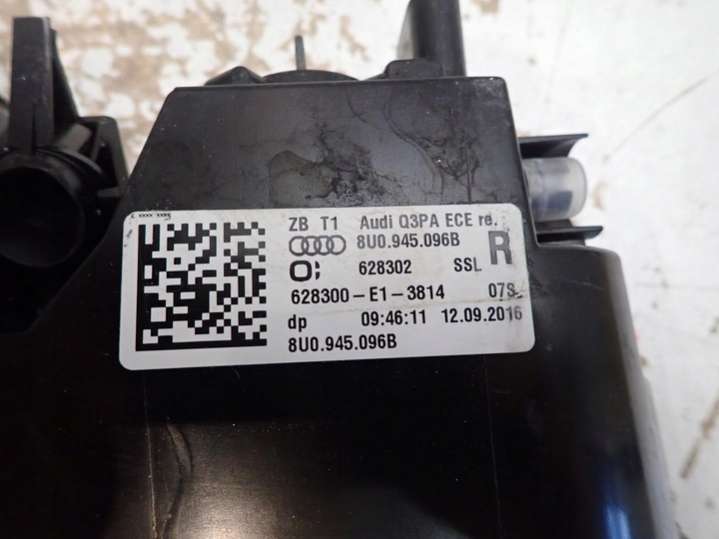 ZB T1 Audi Q3PA ECE re.
8U0.945.096B R
628302 SSL
628300-E1-3814 07S
dp 09:46:11 12.09.2016
8U0.945.096B